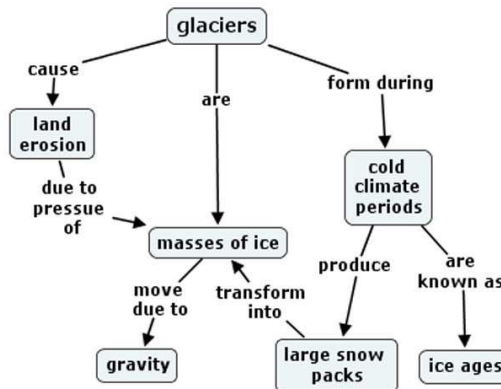 glaciers
cause
are
form during
land
erosion
cold
climate
periods
due to
pressue
of
masses of ice
produce
are
known as
move
due to
transform
into
gravity
large snow
packs
ice ages